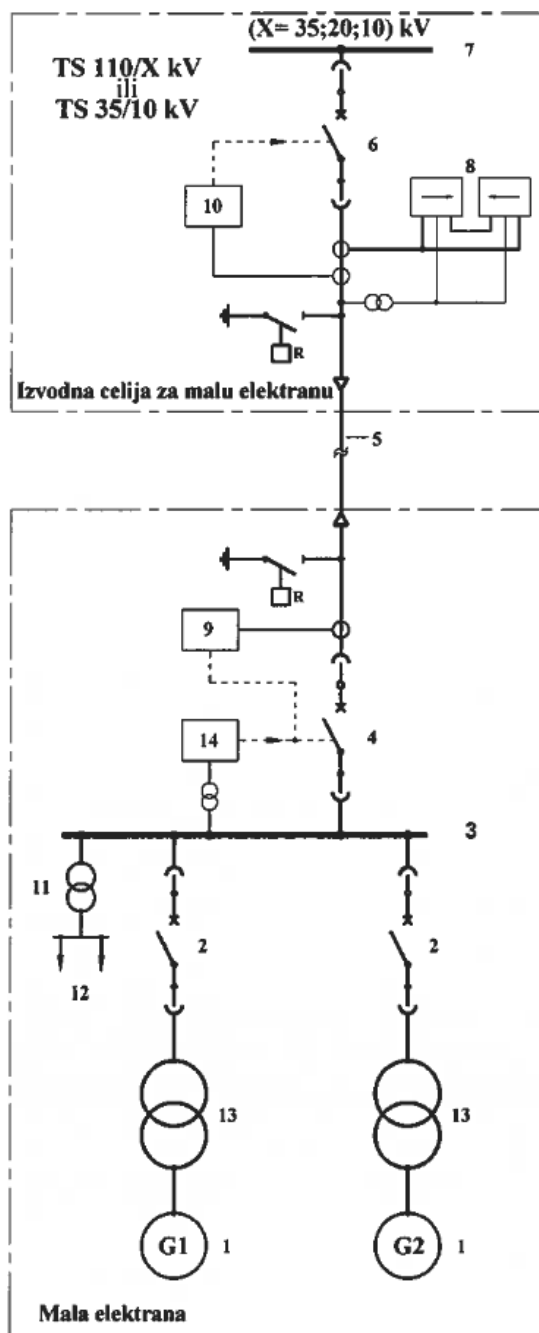 (X= 35;20;10) kV
7
TS 110/X kV
ili
TS 35/10 kV
6
8
10
R
Izvodna celija za malu elektranu
5
R
9
14
4
3
11
2
2
12
13
13
G1
1
G2
1
Mala elektrana